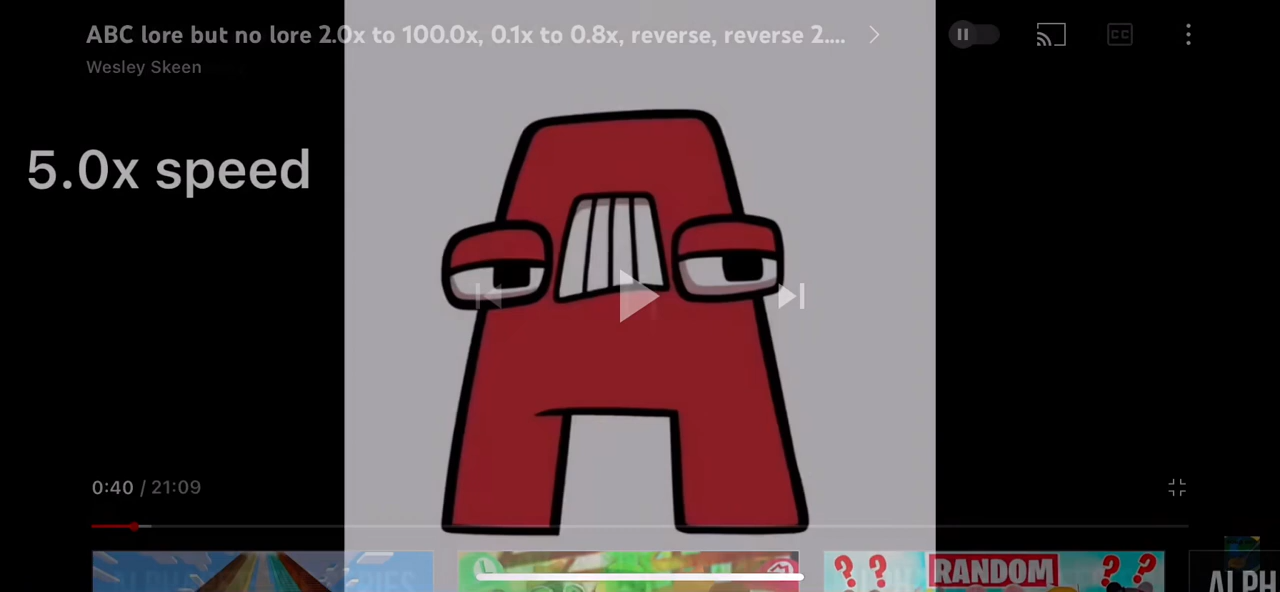 ABC lore but no lore 2.0x to 100.0x, 0.1x to 0.8x, reverse, reverse 2....
Wesley Skeen
CC
5.0x speed
0:40 / 21:09
RANDOM
ALPH